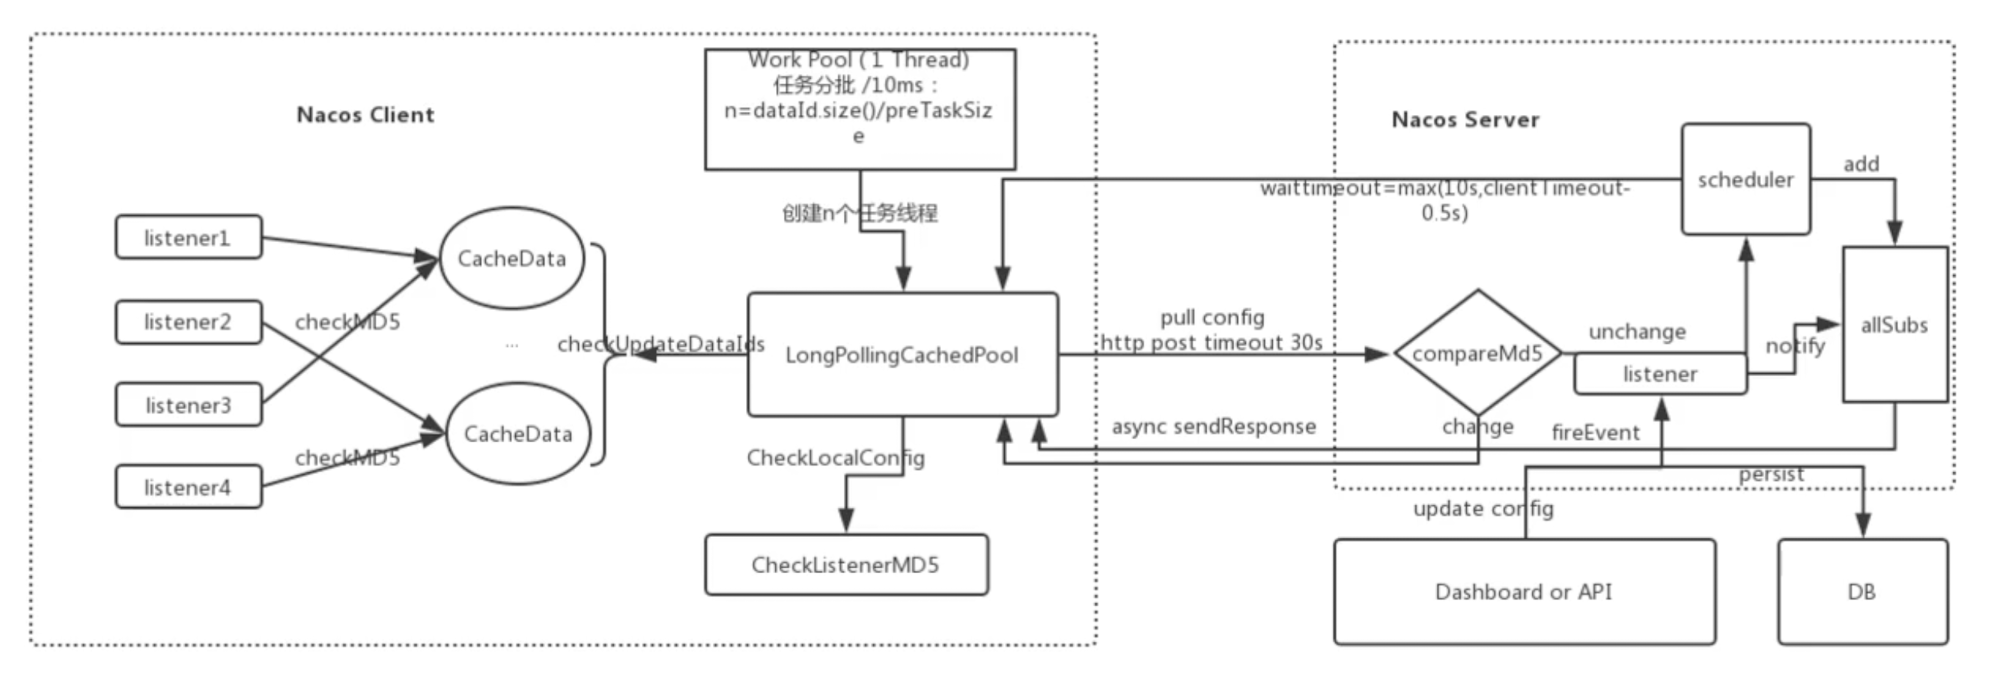 Nacos Client
Work Pool ( 1 Thread)
任务分批 /10ms :
n=dataId.size()/preTaskSiz
e
创建n个任务线程
listener1
listener2
listener3
listener4
checkMD5
checkMD5
CacheData
...
CacheData
checkUpdateDataIds
LongPollingCachedPool
CheckLocalConfig
CheckListenerMD5
pull config
http post timeout 30s
async sendResponse
Nacos Server
waittimeout=max(10s,clientTimeout-
0.5s)
scheduler
add
allSubs
compareMd5
unchange
listener
notify
change
fireEvent
persist
update config
Dashboard or API
DB